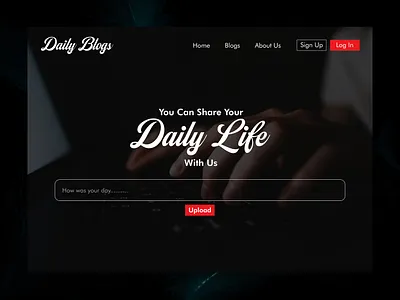 Daily Blogs
Home Blogs About Us Sign Up Log In
You Can Share Your
Daily Life
With Us
How was your day..........
Upload